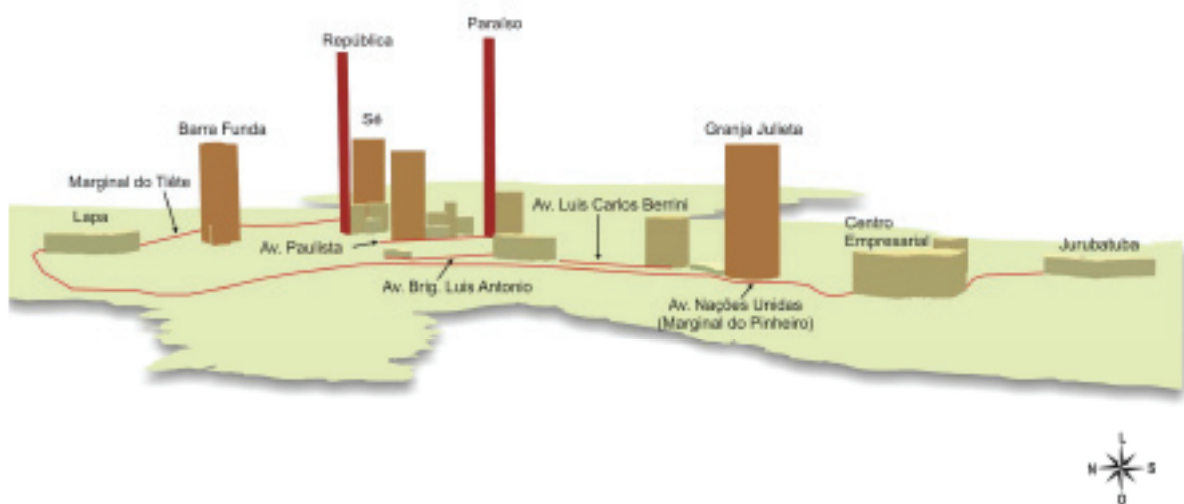 Paraíso
República
Sé
Barra Funda
Granja Julieta
Marginal do Tiête
Lapa
Av. Luis Carlos Berrini
Centro
Empresarial
Jurubatuba
Av. Paulista
Av. Brig. Luis Antonio
Av. Nações Unidas
(Marginal do Pinheiro)
L
N S
O